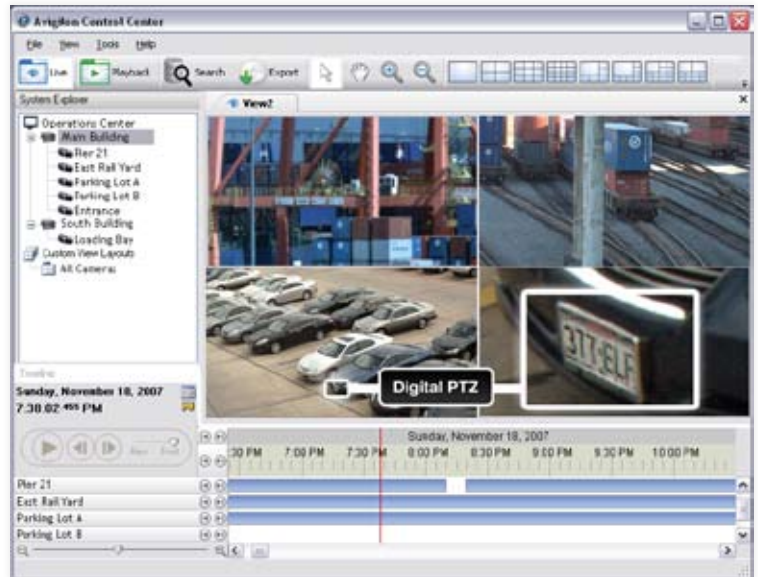 Avigilon Control Center
File View Tools Help
Live Playback Search Export
System Explorer
View2
Operations Center
Main Building
Pier 21
East Rail Yard
Parking Lot A
Parking Lot B
Entrance
South Building
Loading Bay
Custom View Layouts
All Cameras
377 ELF
Digital PTZ
Timeline
Sunday, November 18, 2007
7:38:02 455 PM
Sunday, November 18, 2007
:30 PM 7:00 PM 7:30 PM 8:00 PM 8:30 PM 9:00 PM 9:30 PM 10:00 PM
Pier 21
East Rail Yard
Parking Lot A
Parking Lot B